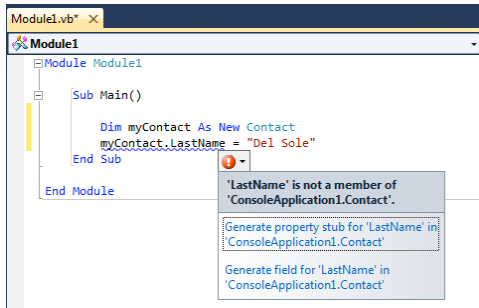 Module1.vb*
Module1
Module Module1
Sub Main()
Dim myContact As New Contact
myContact.LastName = "Del Sole"
End Sub
End Module
'LastName' is not a member of
'ConsoleApplication1.Contact'.
Generate property stub for 'LastName' in
'ConsoleApplication1.Contact'
Generate field for 'LastName' in
'ConsoleApplication1.Contact'